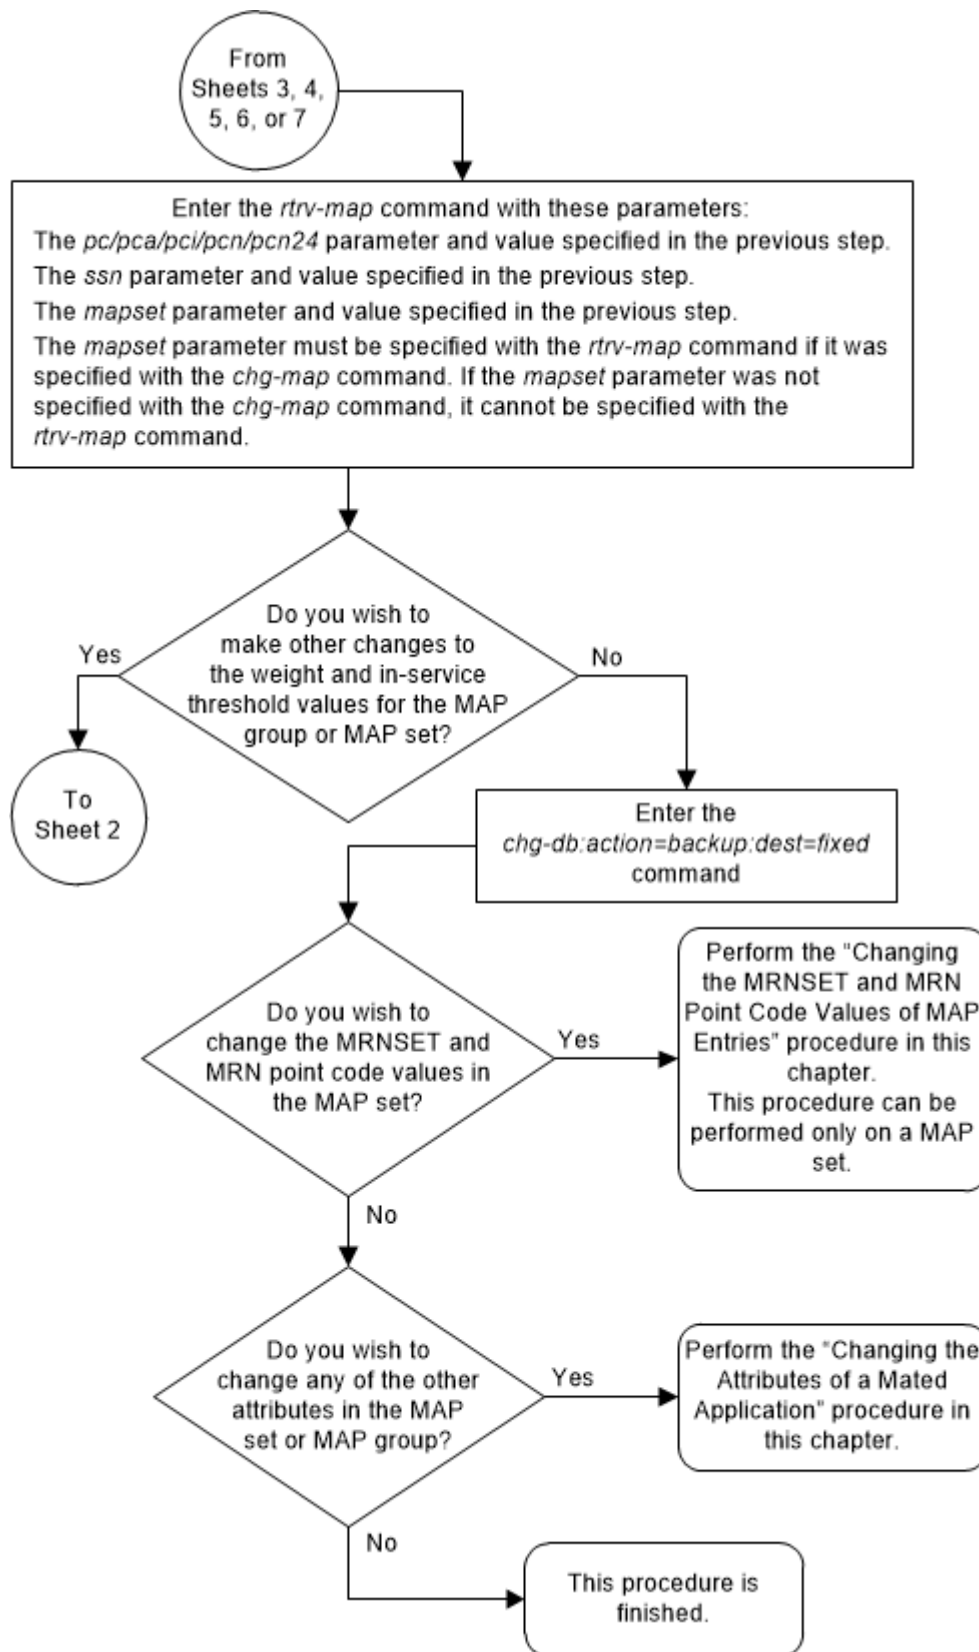 From
Sheets 3, 4,
5, 6, or 7
Enter the rtrv-map command with these parameters:
The pc/pca/pci/pcn/pcn24 parameter and value specified in the previous step.
The ssn parameter and value specified in the previous step.
The mapset parameter and value specified in the previous step.
The mapset parameter must be specified with the rtrv-map command if it was
specified with the chg-map command. If the mapset parameter was not
specified with the chg-map command, it cannot be specified with the
rtrv-map command.
Do you wish to
make other changes to
the weight and in-service
threshold values for the MAP
group or MAP set?
Yes
No
To
Sheet 2
Enter the
chg-db:action=backup:dest=fixed
command
Do you wish to
change the MRNSET and
MRN point code values in
the MAP set?
Yes
Perform the “Changing
the MRNSET and MRN
Point Code Values of MAP
Entries” procedure in this
chapter.
This procedure can be
performed only on a MAP
set.
No
Do you wish to
change any of the other
attributes in the MAP
set or MAP group?
Yes
Perform the “Changing the
Attributes of a Mated
Application” procedure in
this chapter.
No
This procedure is
finished.